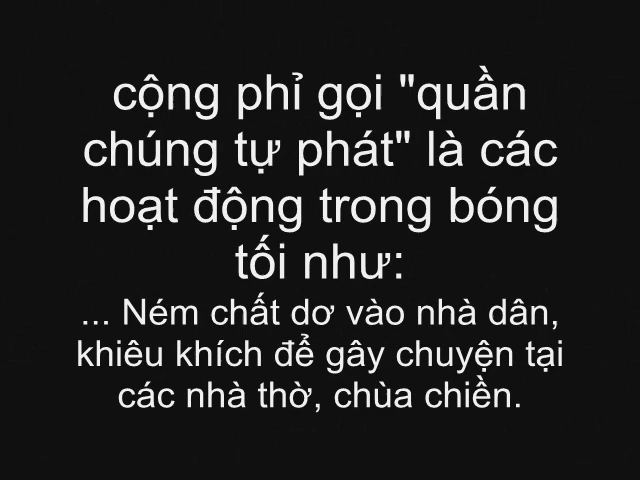 cộng phỉ gọi "quần
chúng tự phát" là các
hoạt động trong bóng
tối như:
... Ném chất dơ vào nhà dân,
khiêu khích để gây chuyện tại
các nhà thờ, chùa chiền.